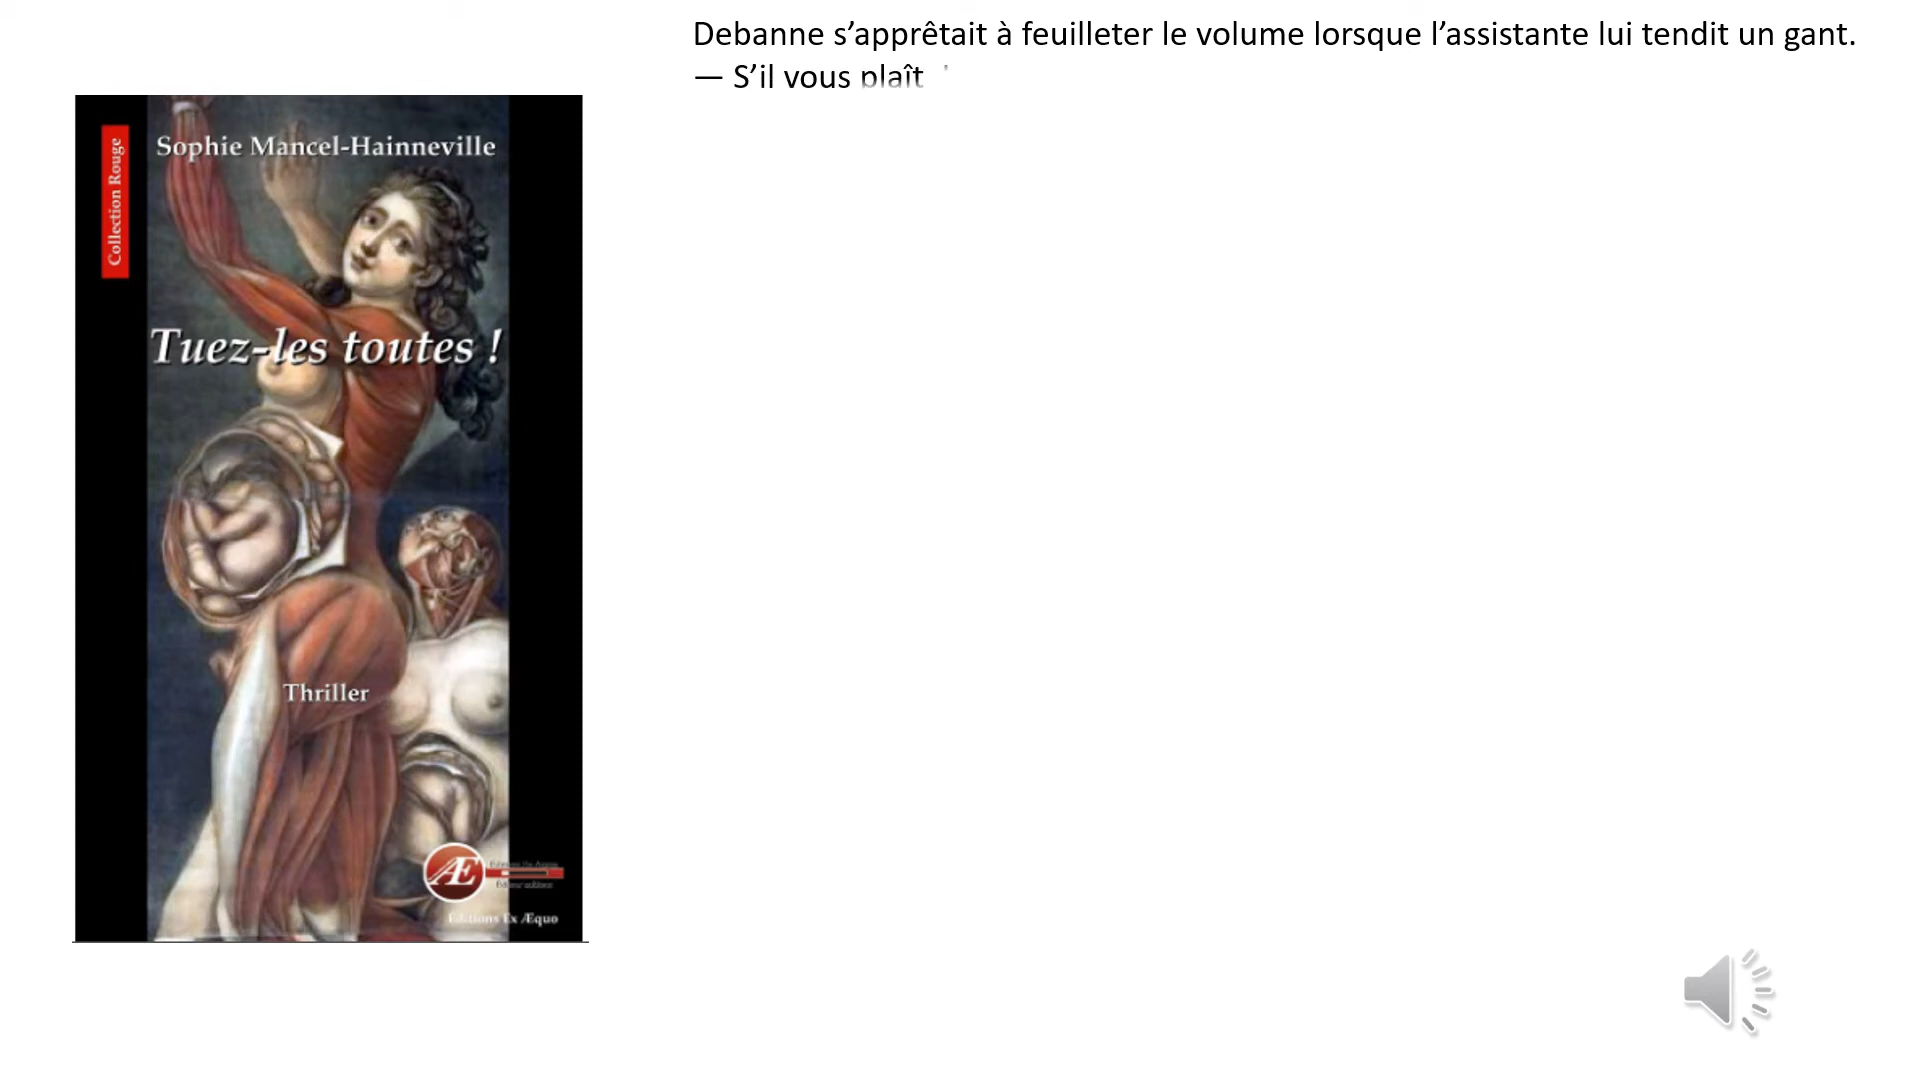 Debanne s’apprêtait à feuilleter le volume lorsque l’assistante lui tendit un gant.
— S’il vous plaît
Collection Rouge
Sophie Mancel-Hainneville
Tuez-les toutes !
Thriller
Æ
Editions Ex Æquo